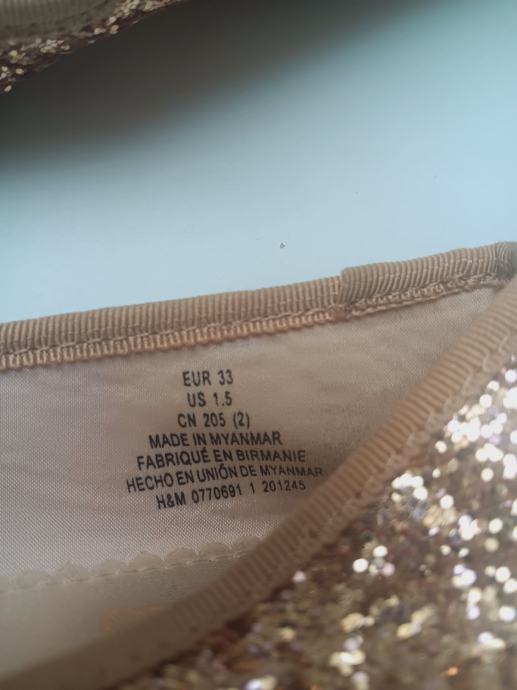 EUR 33
US 1.5
CN 205 (2)
MADE IN MYANMAR
FABRIQUÉ EN BIRMANIE
HECHO EN UNIÓN DE MYANMAR
H&M 0770691 1 201245